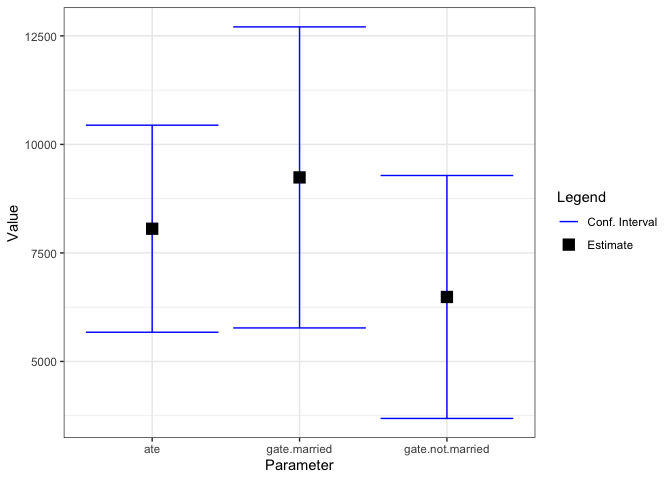 12500
10000
7500
5000
Value
ate
gate.married
gate.not.married
Parameter
Legend
Conf. Interval
Estimate